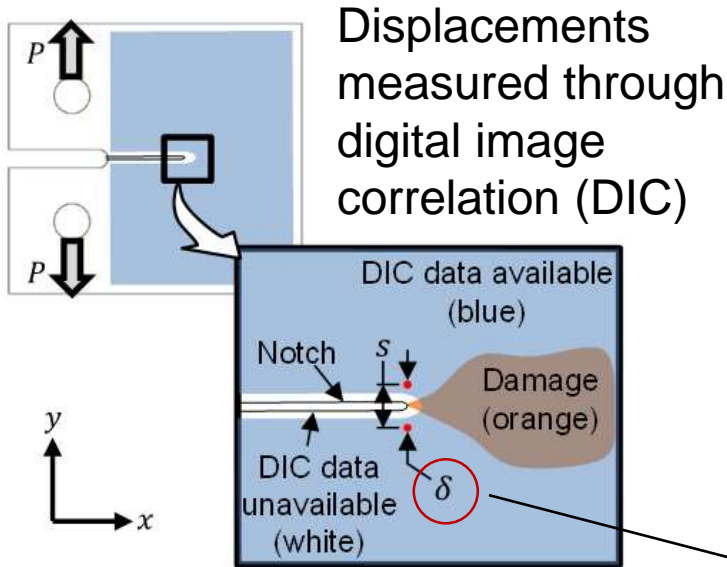 Displacements
measured through
digital image
correlation (DIC)
P
P
DIC data available
(blue)
Notch
s
Damage
(orange)
DIC data
unavailable
(white)
δ
y
x